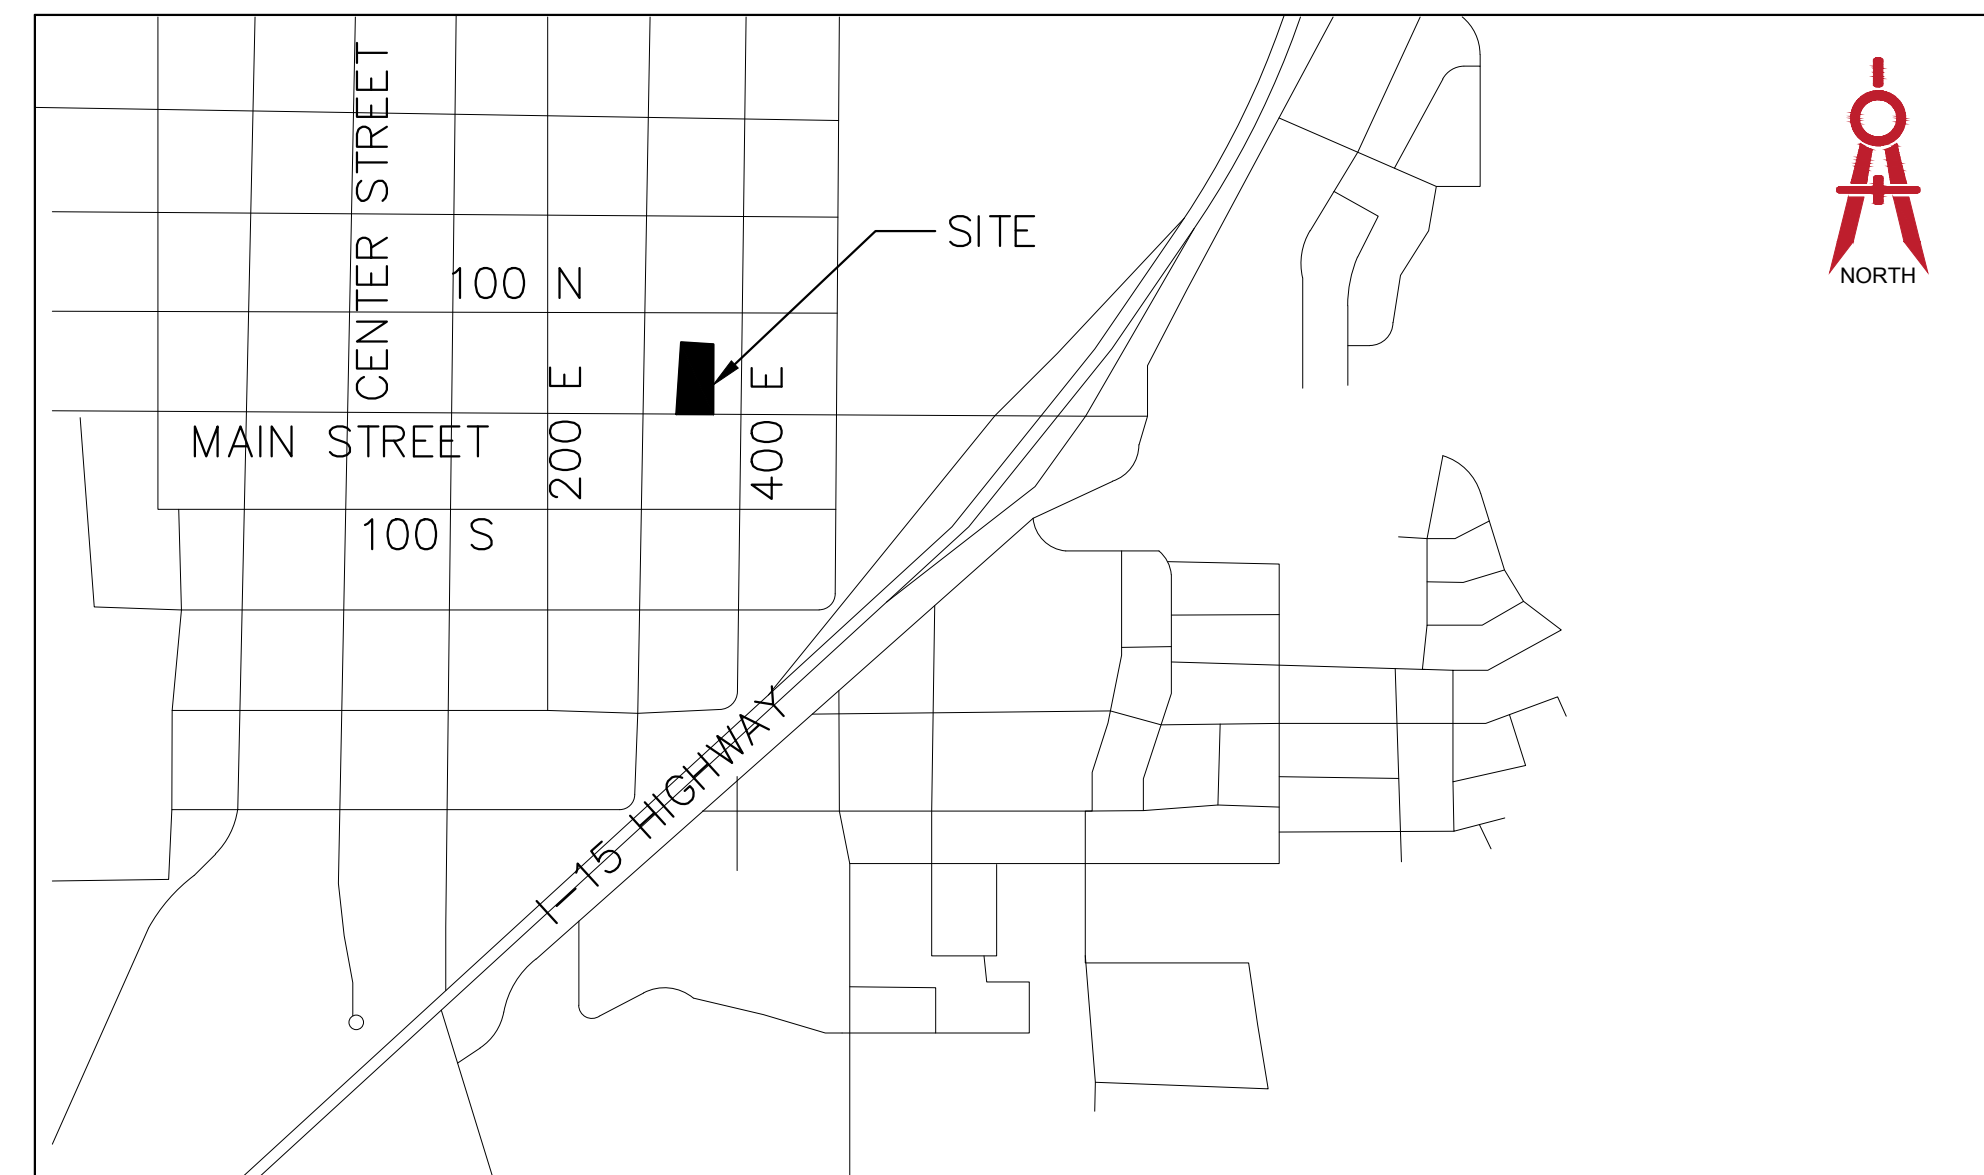 CENTER STREET
SITE
NORTH
100 N
200 E
400 E
MAIN STREET
100 S
I-15 HIGHWAY